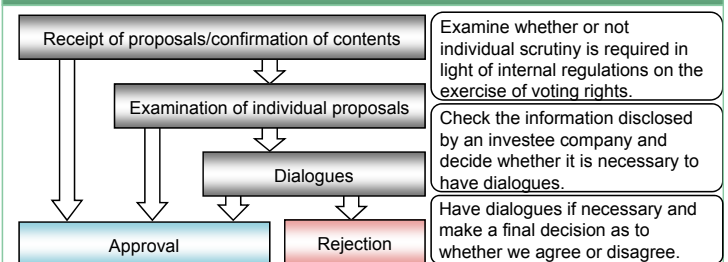 Receipt of proposals/confirmation of contents
Examine whether or not
individual scrutiny is required in
light of internal regulations on the
exercise of voting rights.
Examination of individual proposals
Check the information disclosed
by an investee company and
decide whether it is necessary to
have dialogues.
Dialogues
Have dialogues if necessary and
make a final decision as to
whether we agree or disagree.
Approval
Rejection